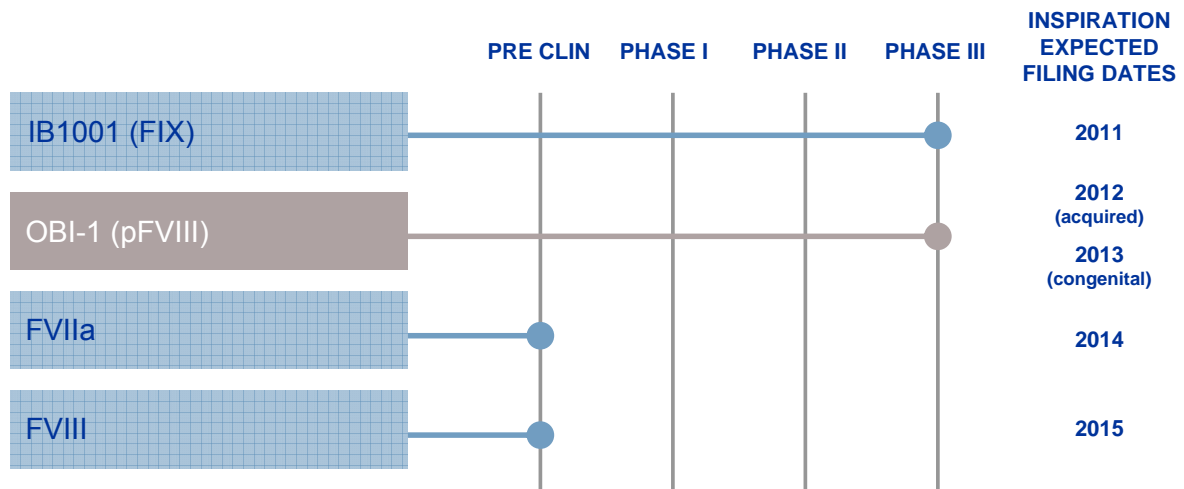 INSPIRATION
EXPECTED
FILING DATES
PRE CLIN PHASE I PHASE II PHASE III
IB1001 (FIX)
2011
OBI-1 (pFVIII)
2012
(acquired)
2013
(congenital)
FVIIa
2014
FVIII
2015